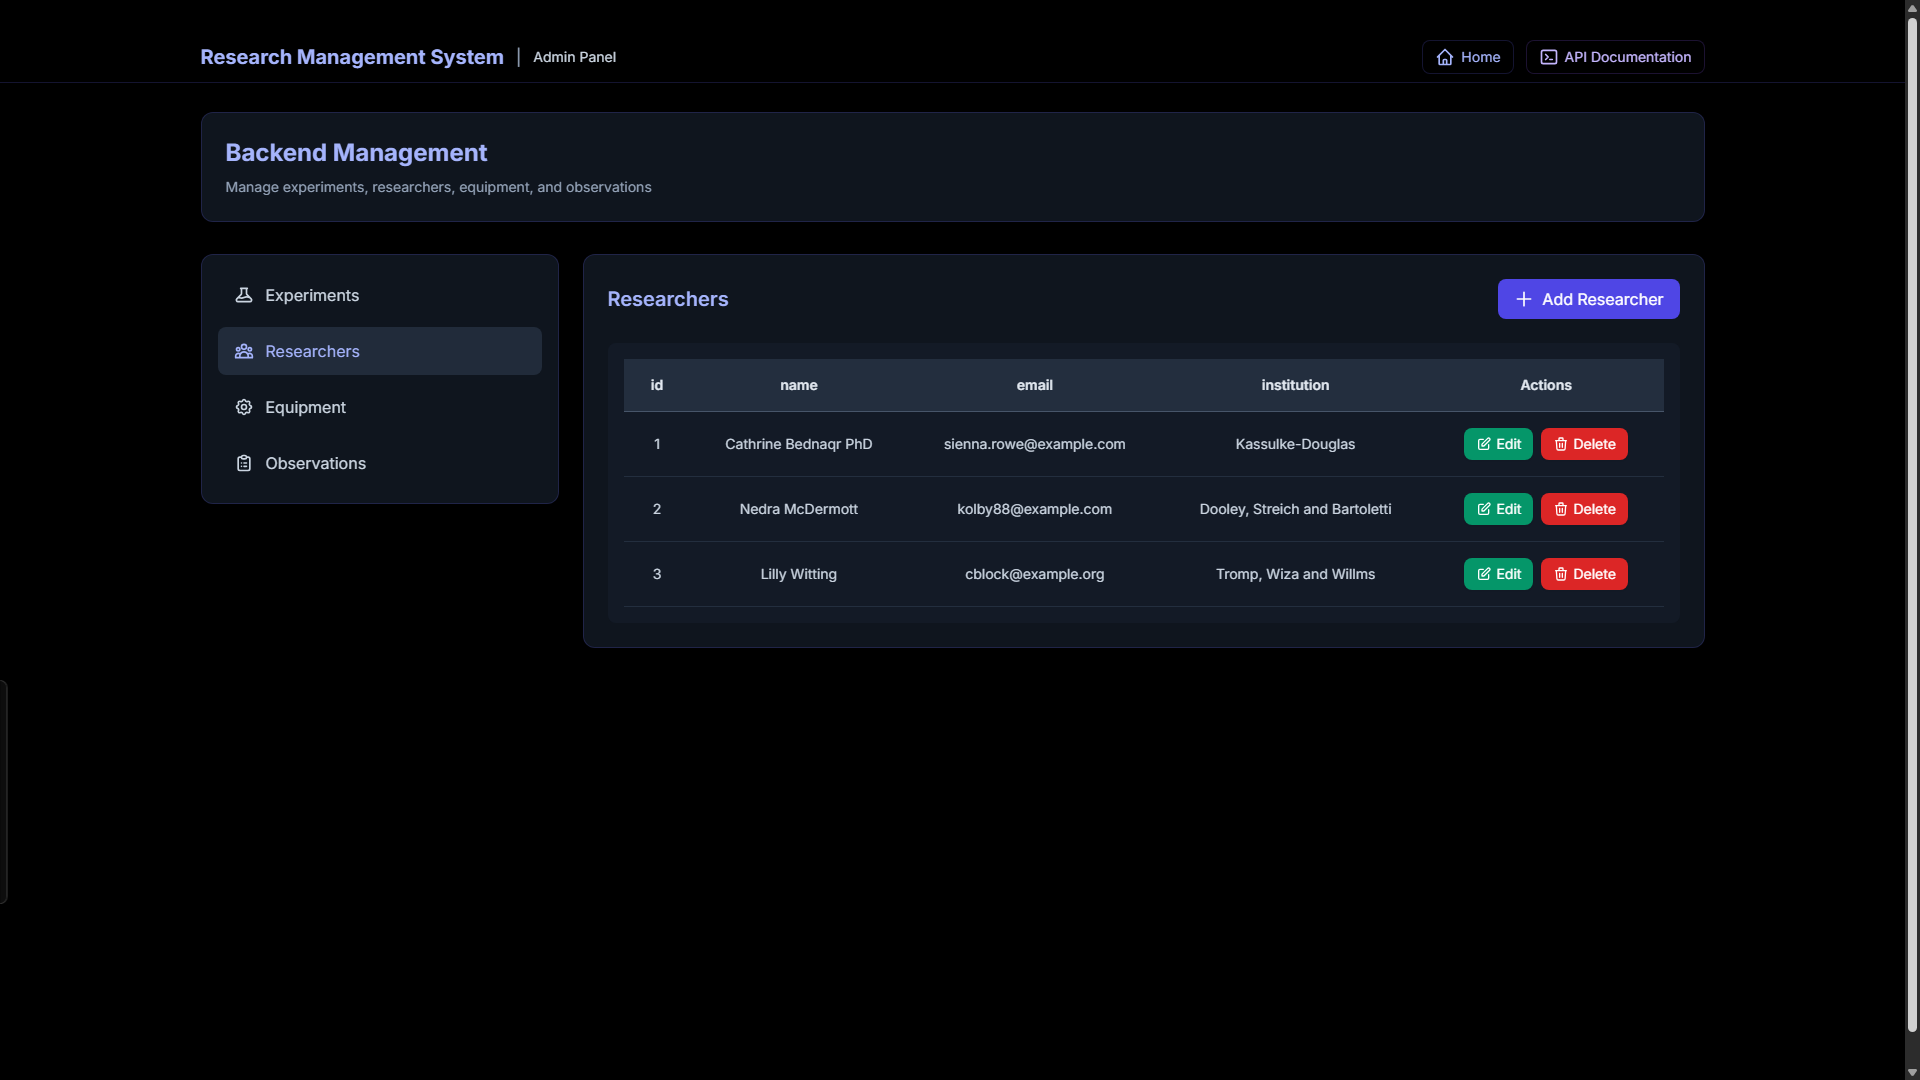 Research Management System | Admin Panel
Home
API Documentation
Backend Management
Manage experiments, researchers, equipment, and observations
Experiments
Researchers
Equipment
Observations
Researchers
Add Researcher
id name email institution Actions
1 Cathrine Bednaqr PhD sienna.rowe@example.com Kassulke-Douglas Edit Delete
2 Nedra McDermott kolby88@example.com Dooley, Streich and Bartoletti Edit Delete
3 Lilly Witting cblock@example.org Tromp, Wiza and Willms Edit Delete